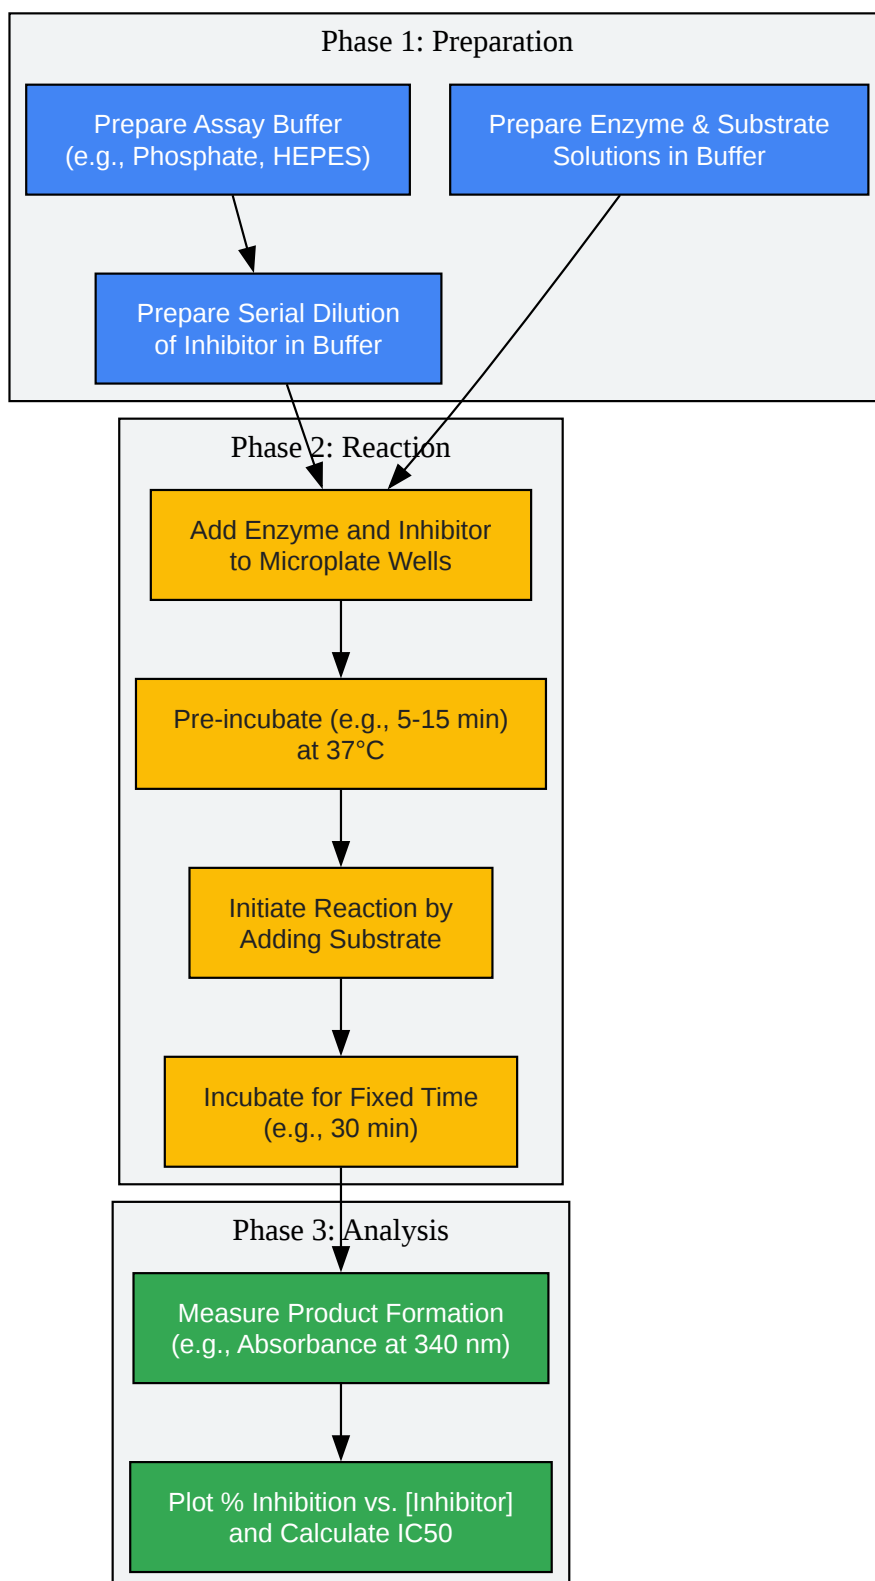 Phase 1: Preparation
Prepare Assay Buffer
(e.g., Phosphate, HEPES)
Prepare Enzyme & Substrate
Solutions in Buffer
Prepare Serial Dilution
of Inhibitor in Buffer
Phase 2: Reaction
Add Enzyme and Inhibitor
to Microplate Wells
Pre-incubate (e.g., 5-15 min)
at 37°C
Initiate Reaction by
Adding Substrate
Incubate for Fixed Time
(e.g., 30 min)
Phase 3: Analysis
Measure Product Formation
(e.g., Absorbance at 340 nm)
Plot % Inhibition vs. [Inhibitor]
and Calculate IC50